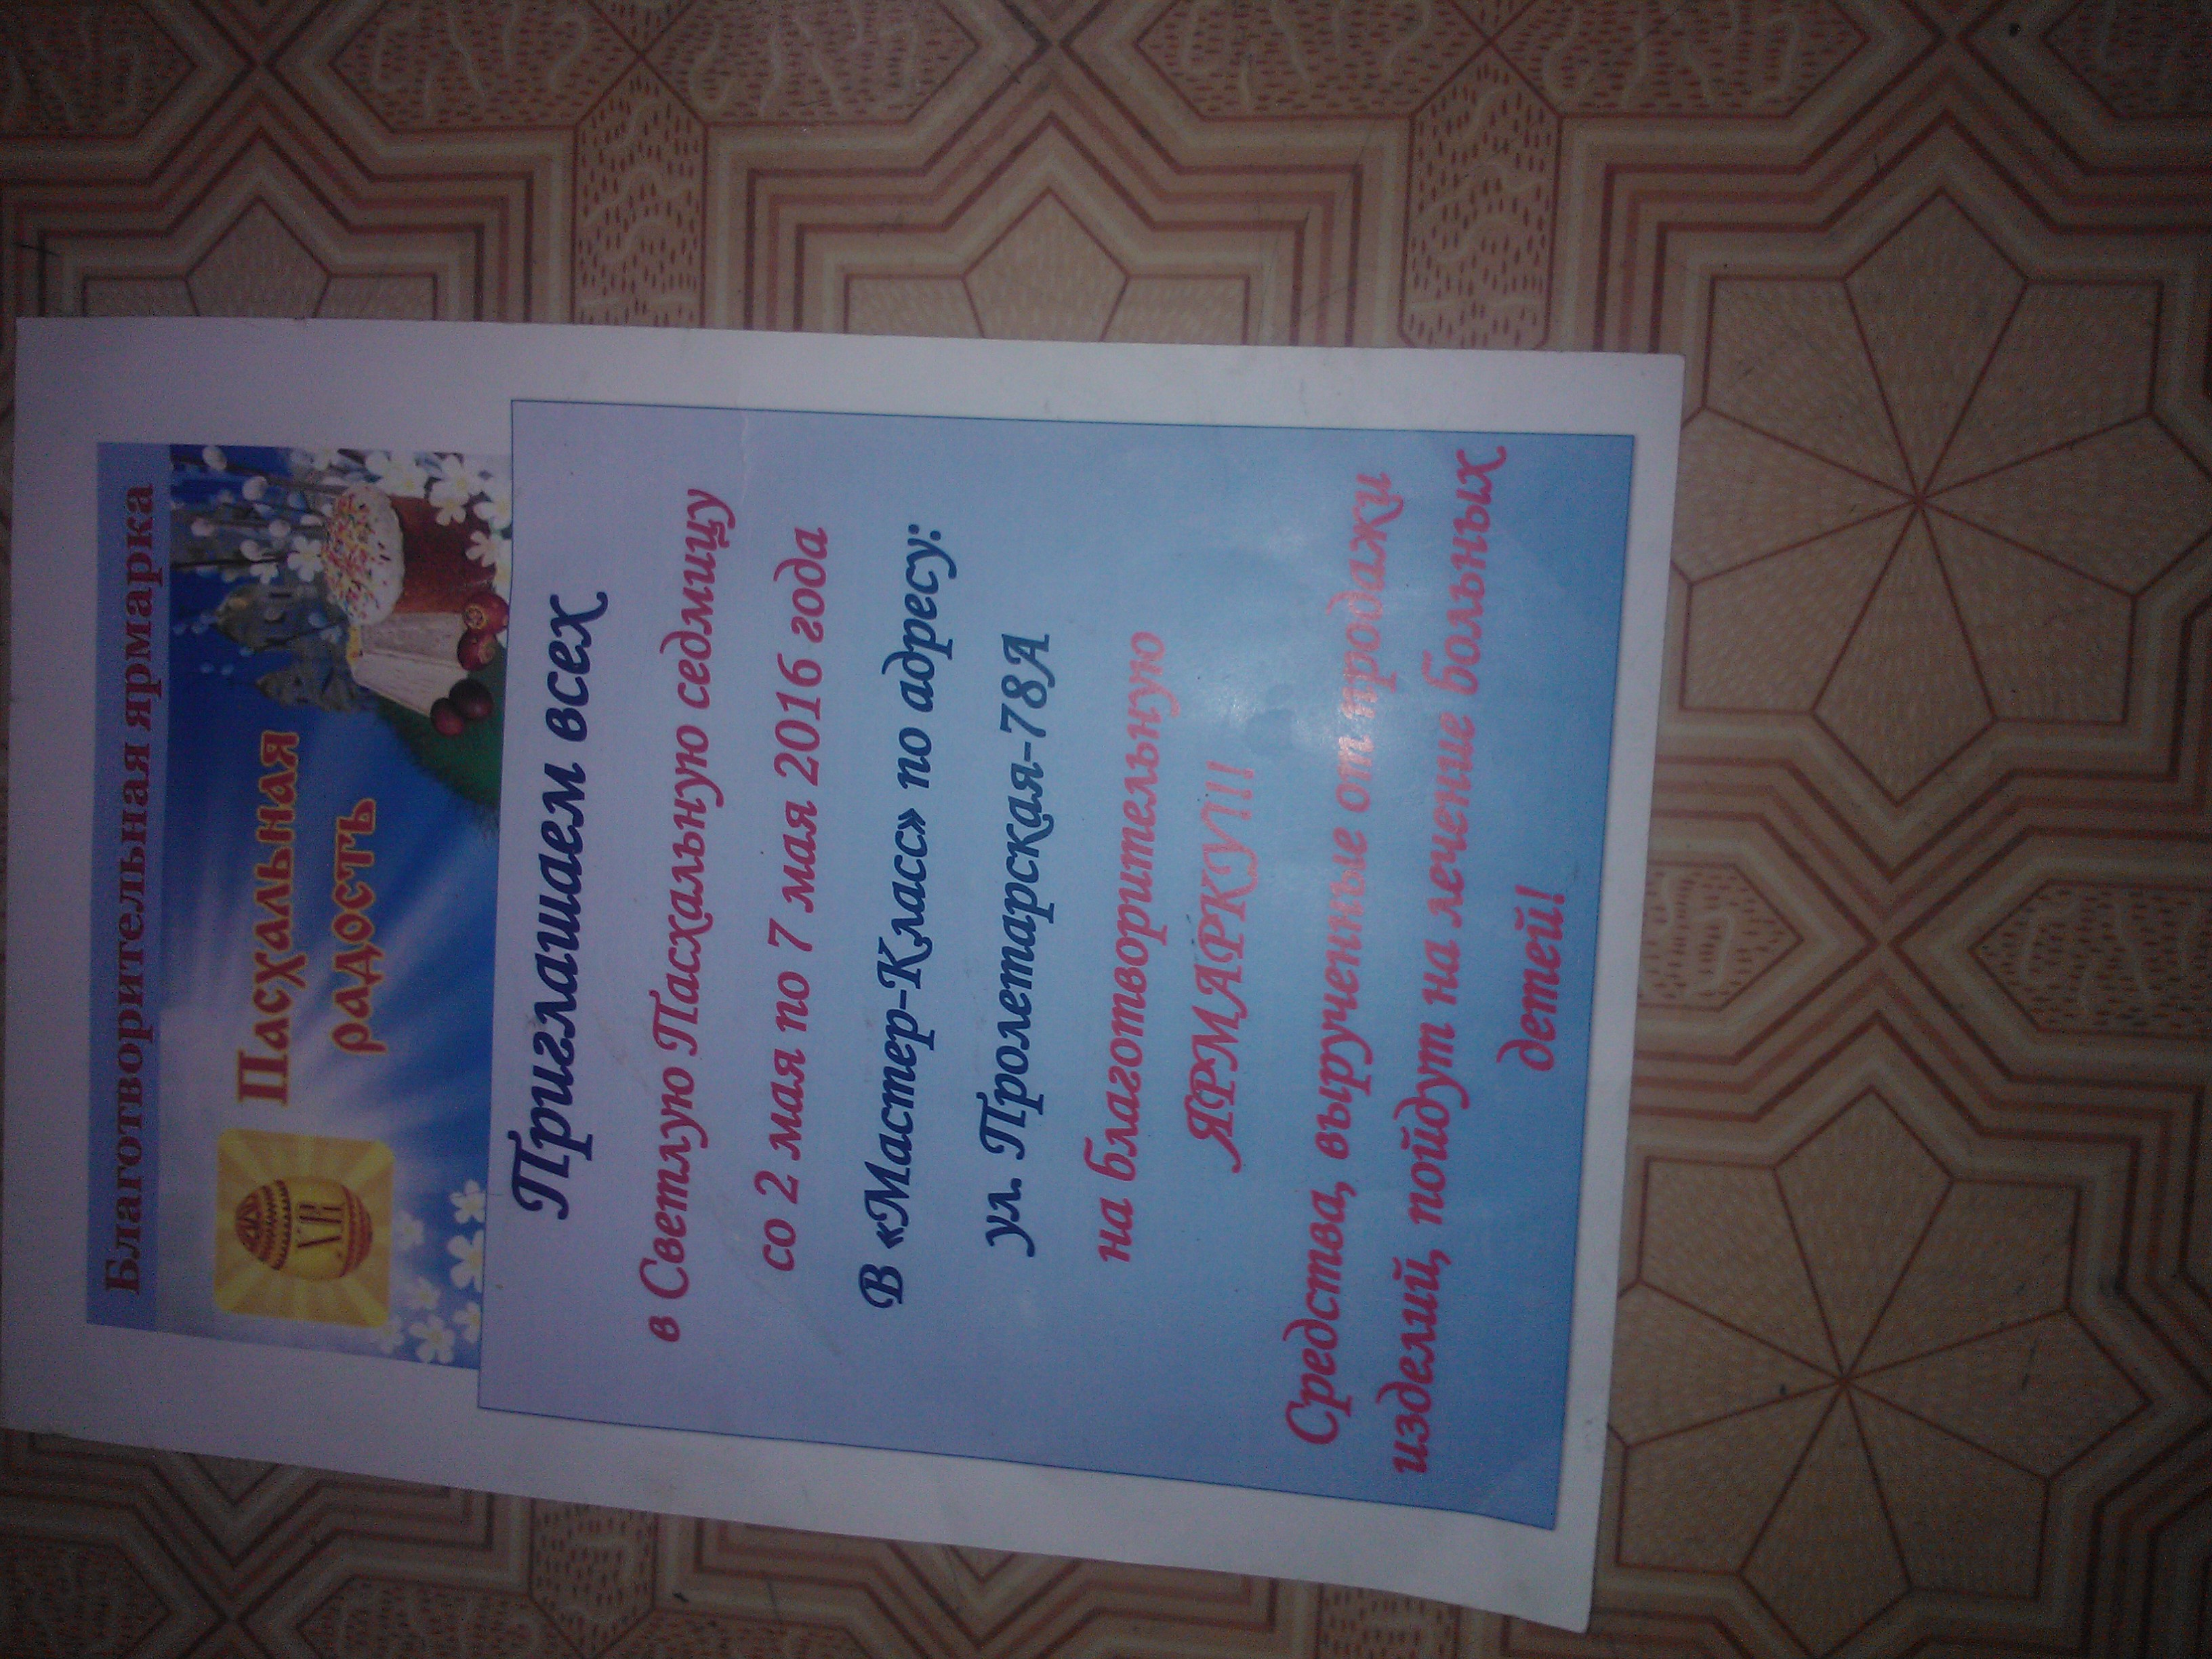 Благотворительная ярмарка
ХВ
Пасхальная
радость
Приглашаем всех
в Светлую Пасхальную седмицу
со 2 мая по 7 мая 2016 года
В «Мастер-Класс» по адресу:
ул. Пролетарская-78А
на благотворительную
ЯРМАРКУ!!!
Средства, вырученные от продажи
изделий, пойдут на лечение больных
детей!